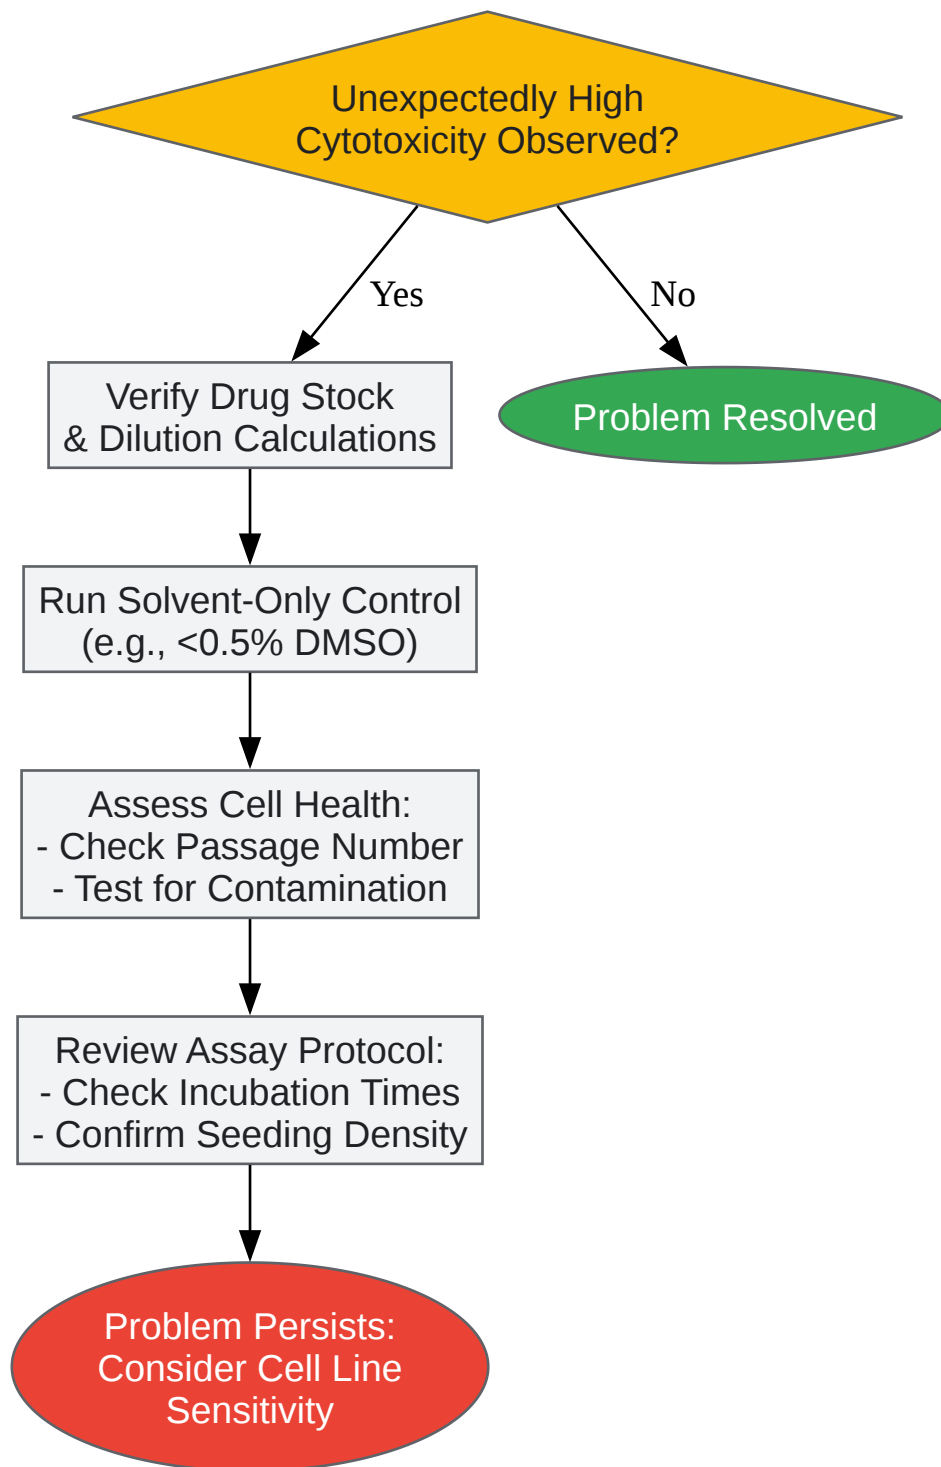 Unexpectedly High
Cytotoxicity Observed?
Yes
No
Verify Drug Stock
& Dilution Calculations
Problem Resolved
Run Solvent-Only Control
(e.g., <0.5% DMSO)
Assess Cell Health:
- Check Passage Number
- Test for Contamination
Review Assay Protocol:
- Check Incubation Times
- Confirm Seeding Density
Problem Persists:
Consider Cell Line
Sensitivity